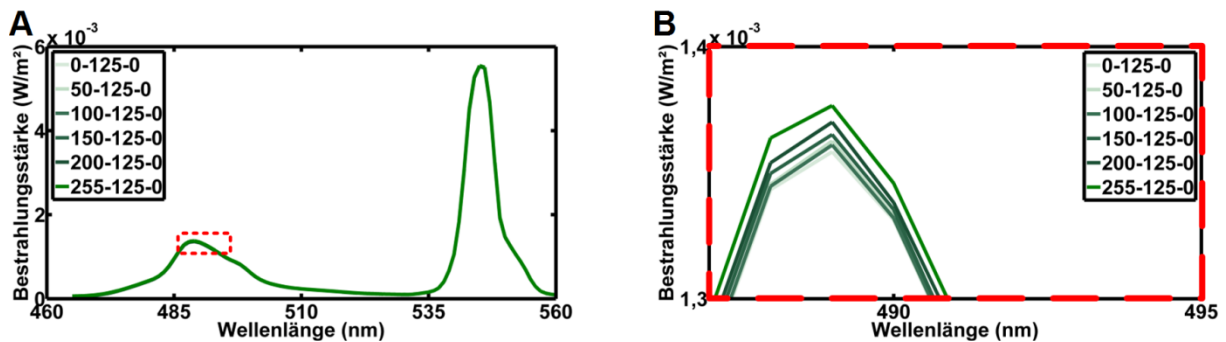 A
6 x 10⁻³
Bestrahlungsstärke (W/m²)
0-125-0
50-125-0
100-125-0
150-125-0
200-125-0
255-125-0
4
2
0
460
485
510
535
560
Wellenlänge (nm)
B
1,4 x 10⁻³
Bestrahlungsstärke (W/m²)
0-125-0
50-125-0
100-125-0
150-125-0
200-125-0
255-125-0
1,3
490
495
Wellenlänge (nm)